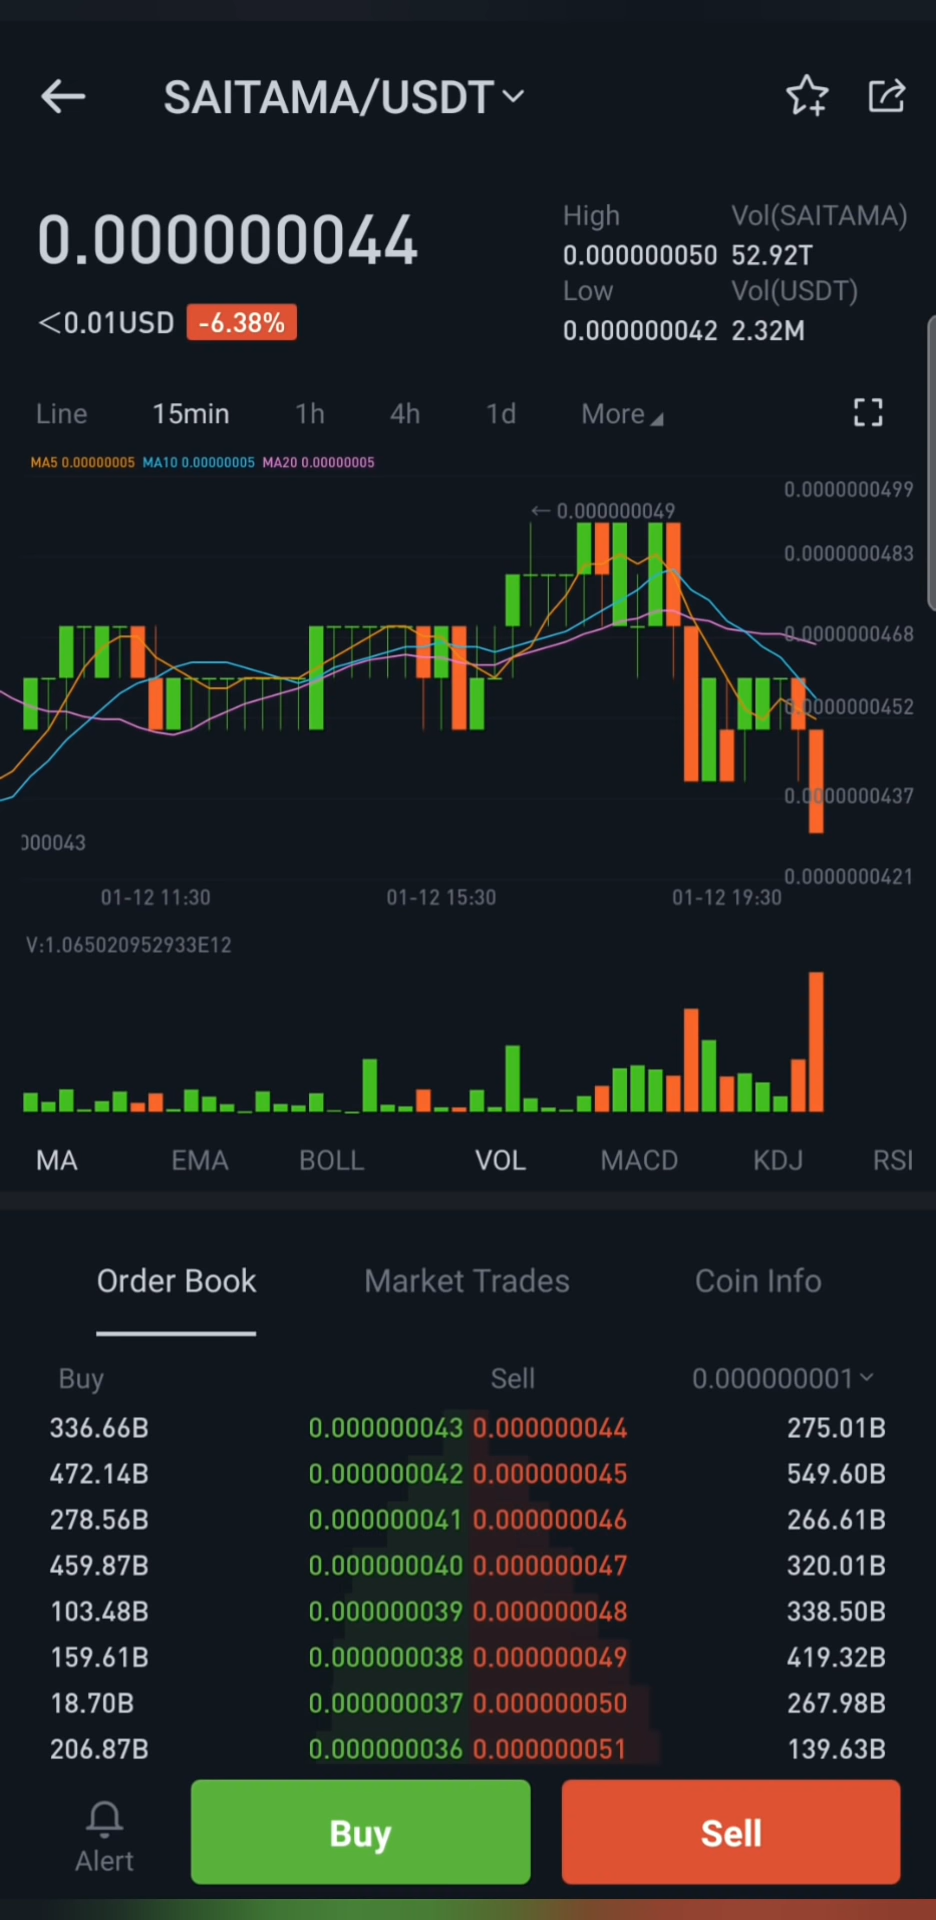 SAITAMA/USDT
0.000000044
<0.01USD -6.38%
High Vol(SAITAMA)
0.000000050 52.92T
Low Vol(USDT)
0.000000042 2.32M
Line 15min 1h 4h 1d More
MA5 0.00000005 MA10 0.00000005 MA20 0.00000005
0.0000000499
← 0.000000049
0.0000000483
0.0000000468
0.0000000452
0.0000000437
000043
0.0000000421
01-12 11:30 01-12 15:30 01-12 19:30
V:1.065020952933E12
MA EMA BOLL VOL MACD KDJ RSI
Order Book Market Trades Coin Info
Buy Sell 0.000000001
336.66B 0.000000043 0.000000044 275.01B
472.14B 0.000000042 0.000000045 549.60B
278.56B 0.000000041 0.000000046 266.61B
459.87B 0.000000040 0.000000047 320.01B
103.48B 0.000000039 0.000000048 338.50B
159.61B 0.000000038 0.000000049 419.32B
18.70B 0.000000037 0.000000050 267.98B
206.87B 0.000000036 0.000000051 139.63B
Alert Buy Sell